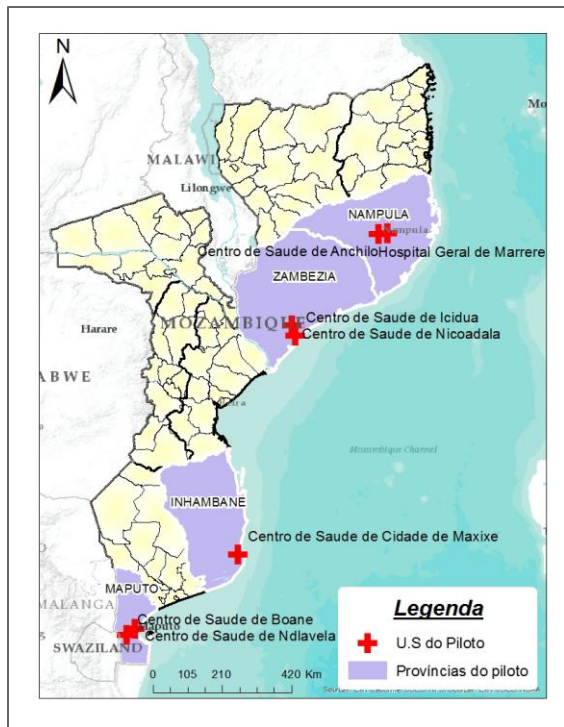 N
MALAWI
Lilongwe
NAMPULA
Centro de Saude de Anchilo
Hospital Geral de Marrere
ZAMBEZIA
MOZAMBIQUE
Centro de Saude de Icidua
Centro de Saude de Nicoadala
Harare
ABWE
Mozambique Channel
INHAMBANE
Centro de Saude de Cidade de Maxixe
MAPUTO
MALANGA
Centro de Saude de Boane
Centro de Saude de Ndlavela
SWAZILAND
Legenda
U.S do Piloto
Províncias do piloto
0 105 210 420 Km